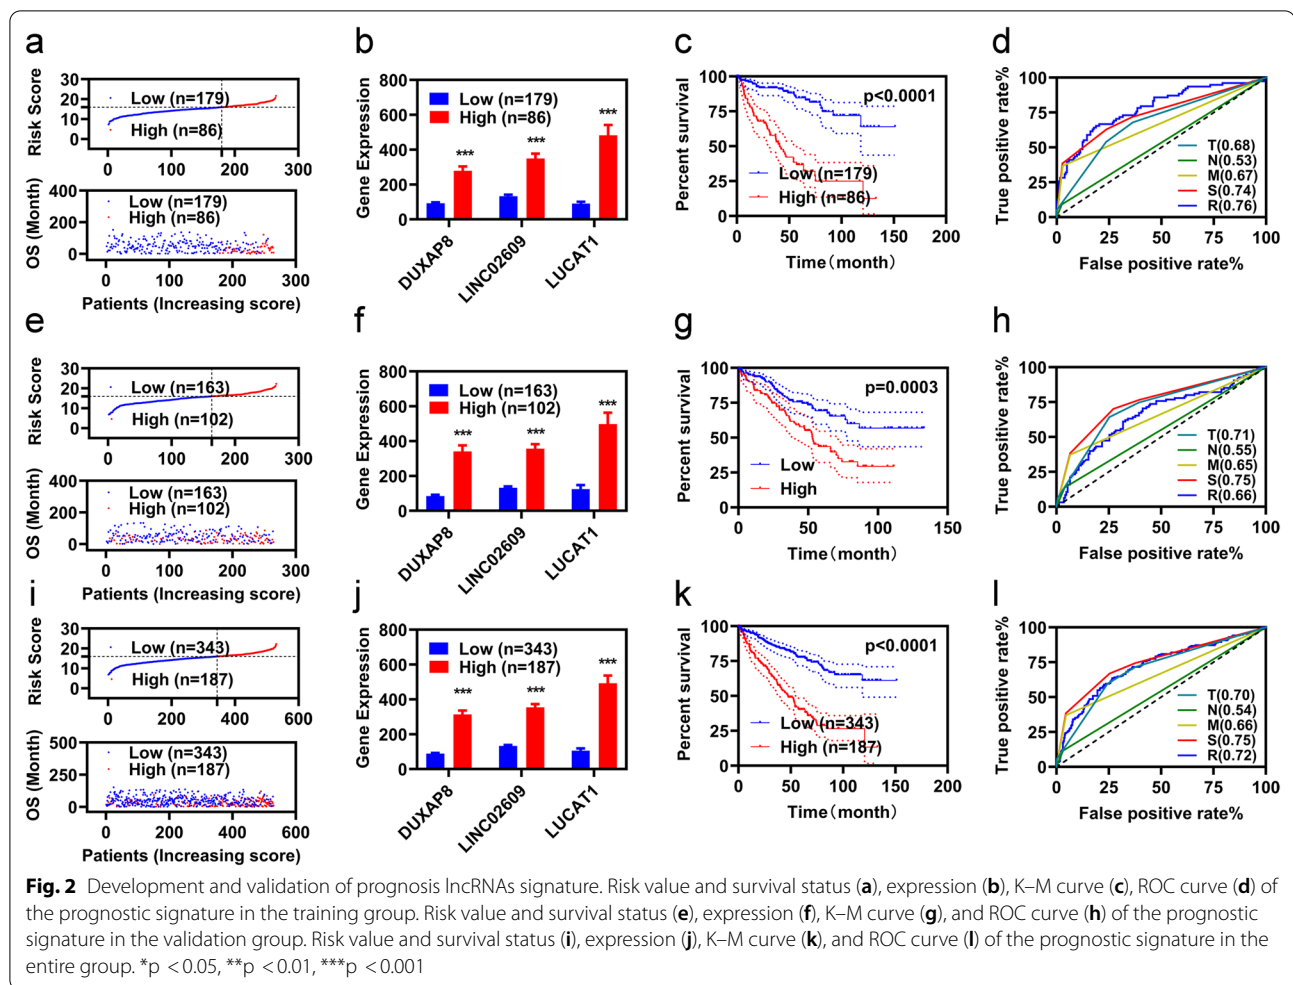 a
Risk Score
30
20
10
0
Low (n=179)
High (n=86)
0
100
200
300
OS (Month)
400
200
0
Low (n=179)
High (n=86)
0
100
200
300
Patients (Increasing score)
b
Gene Expression
800
600
400
200
0
Low (n=179)
High (n=86)
***
***
***
DUXAP8
LINC02609
LUCAT1
c
Percent survival
100
75
50
25
0
p<0.0001
Low (n=179)
High (n=86)
0
50
100
150
200
Time(month)
d
True positive rate%
100
75
50
25
0
T(0.68)
N(0.53)
M(0.67)
S(0.74)
R(0.76)
0
25
50
75
100
False positive rate%
e
Risk Score
30
20
10
0
Low (n=163)
High (n=102)
0
100
200
300
OS (Month)
400
200
0
Low (n=163)
High (n=102)
0
100
200
300
Patients (Increasing score)
f
Gene Expression
800
600
400
200
0
Low (n=163)
High (n=102)
***
***
***
DUXAP8
LINC02609
LUCAT1
g
Percent survival
100
75
50
25
0
p=0.0003
Low
High
0
50
100
150
Time(month)
h
True positive rate%
100
75
50
25
0
T(0.71)
N(0.55)
M(0.65)
S(0.75)
R(0.66)
0
25
50
75
100
False positive rate%
i
Risk Score
30
20
10
0
Low (n=343)
High (n=187)
0
200
400
600
OS (Month)
500
250
0
Low (n=343)
High (n=187)
0
200
400
600
Patients (Increasing score)
j
Gene Expression
800
600
400
200
0
Low (n=343)
High (n=187)
***
***
***
DUXAP8
LINC02609
LUCAT1
k
Percent survival
100
75
50
25
0
p<0.0001
Low (n=343)
High (n=187)
0
50
100
150
200
Time(month)
l
True positive rate%
100
75
50
25
0
T(0.70)
N(0.54)
M(0.66)
S(0.75)
R(0.72)
0
25
50
75
100
False positive rate%
Fig. 2 Development and validation of prognosis lncRNAs signature. Risk value and survival status (a), expression (b), K–M curve (c), ROC curve (d) of
the prognostic signature in the training group. Risk value and survival status (e), expression (f), K–M curve (g), and ROC curve (h) of the prognostic
signature in the validation group. Risk value and survival status (i), expression (j), K–M curve (k), and ROC curve (l) of the prognostic signature in the
entire group. *p < 0.05, **p < 0.01, ***p < 0.001